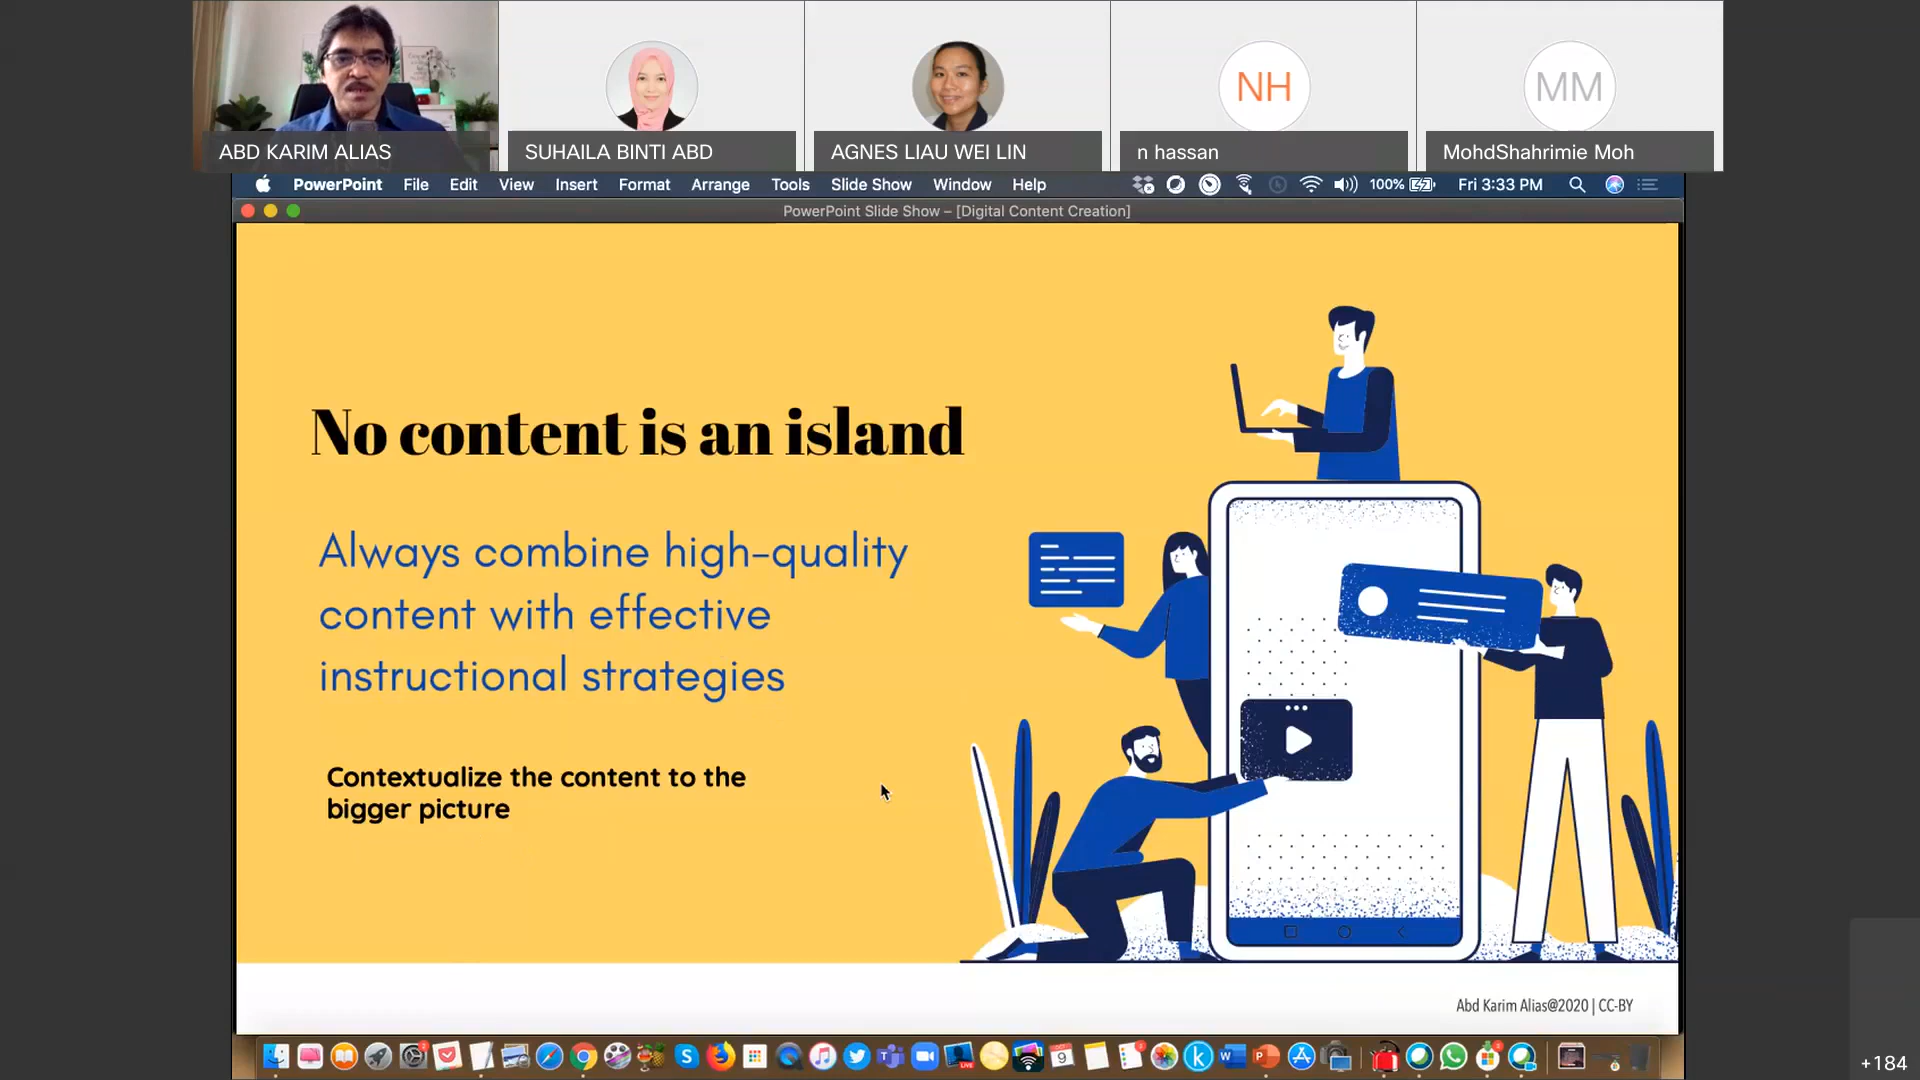 ABD KARIM ALIAS
SUHAILA BINTI ABD
AGNES LIAU WEI LIN
NH
n hassan
MM
MohdShahrimie Moh
PowerPoint File Edit View Insert Format Arrange Tools Slide Show Window Help 100% Fri 3:33 PM
PowerPoint Slide Show – [Digital Content Creation]
No content is an island
Always combine high-quality
content with effective
instructional strategies
Contextualize the content to the
bigger picture
Abd Karim Alias@2020 | CC-BY
9
+184